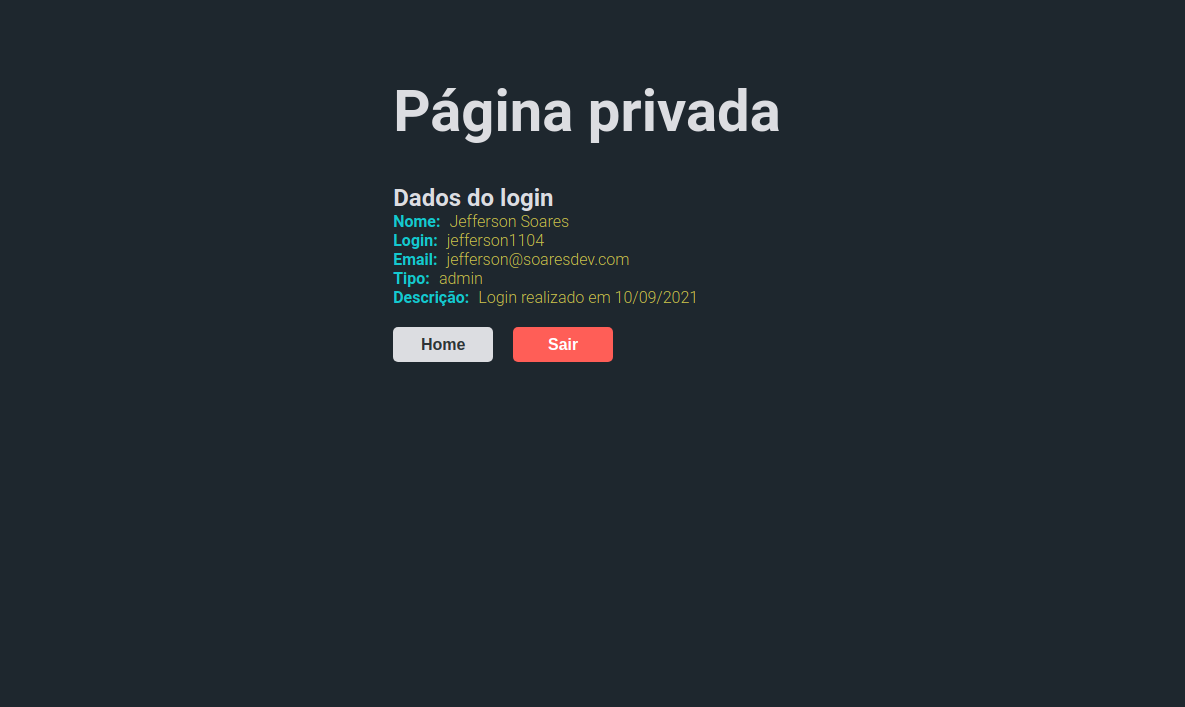 Página privada
Dados do login
Nome: Jefferson Soares
Login: jefferson1104
Email: jefferson@soaresdev.com
Tipo: admin
Descrição: Login realizado em 10/09/2021
Home Sair